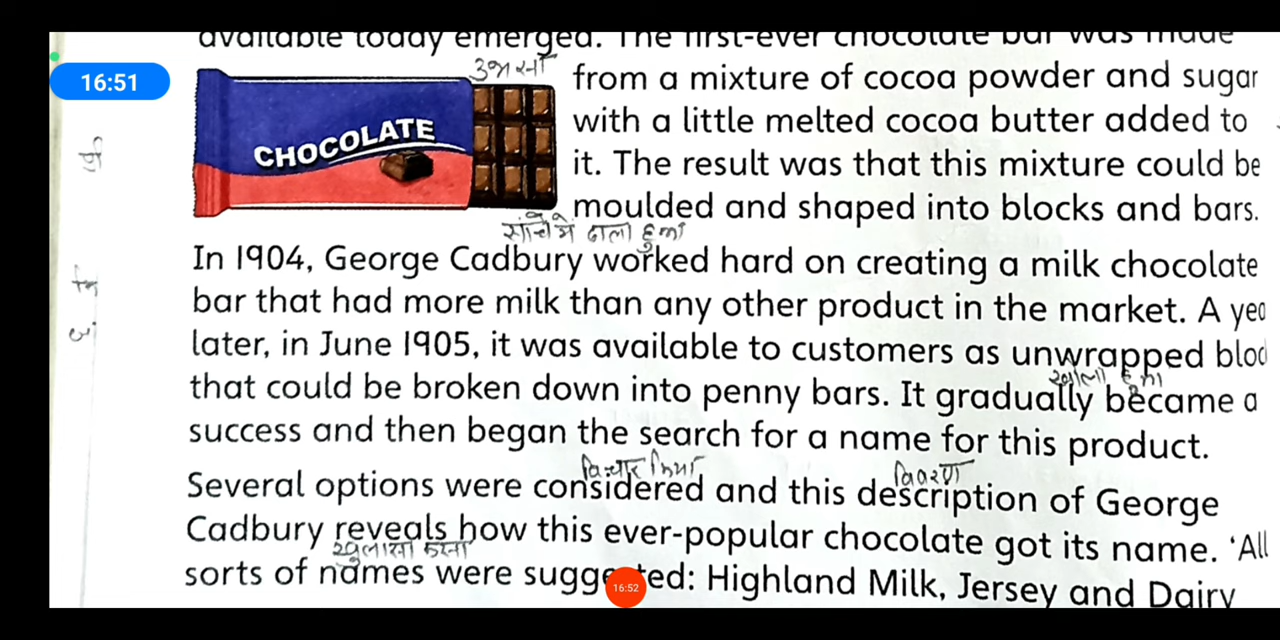 available today emerged. The first-ever chocolate bar was made
उभरना
from a mixture of cocoa powder and sugar
with a little melted cocoa butter added to
it. The result was that this mixture could be
moulded and shaped into blocks and bars.
CHOCOLATE
सांचे में ढाला हुआ
In 1904, George Cadbury worked hard on creating a milk chocolate
bar that had more milk than any other product in the market. A yea
later, in June 1905, it was available to customers as unwrapped bloc
खुला हुआ
that could be broken down into penny bars. It gradually became a
success and then began the search for a name for this product.
विचार किया विवरण
Several options were considered and this description of George
Cadbury reveals how this ever-popular chocolate got its name. 'All
खुलासा करना
sorts of names were suggested: Highland Milk, Jersey and Dairy
16:51
16:52